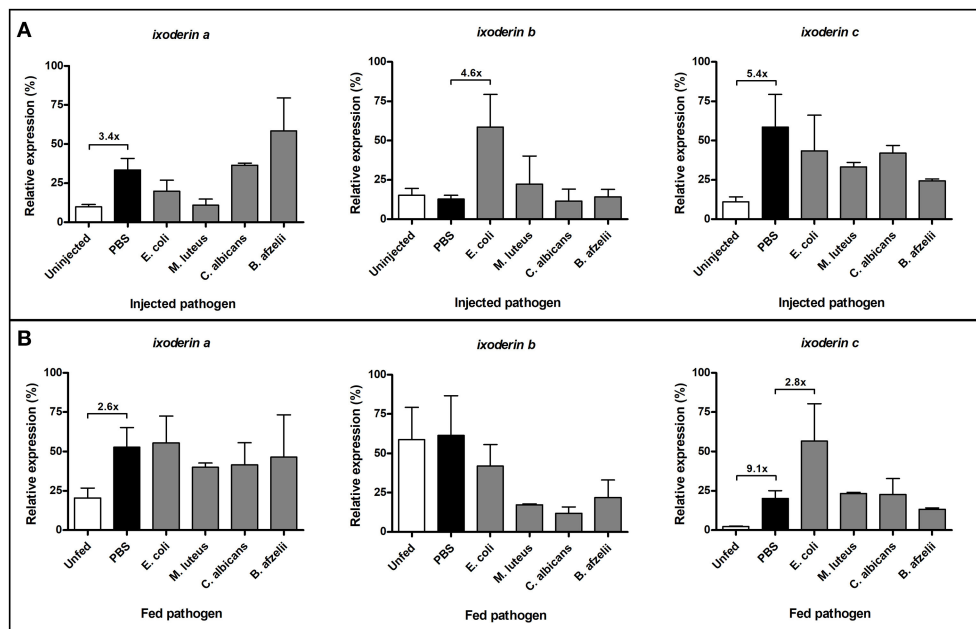 A
ixoderin a
Relative expression (%)
100
75
50
25
0
3.4x
Uninjected
PBS
E. coli
M. luteus
C. albicans
B. afzelii
Injected pathogen
ixoderin b
Relative expression (%)
100
75
50
25
0
4.6x
Uninjected
PBS
E. coli
M. luteus
C. albicans
B. afzelii
Injected pathogen
ixoderin c
Relative expression (%)
100
75
50
25
0
5.4x
Uninjected
PBS
E. coli
M. luteus
C. albicans
B. afzelii
Injected pathogen
B
ixoderin a
Relative expression (%)
100
75
50
25
0
2.6x
Unfed
PBS
E. coli
M. luteus
C. albicans
B. afzelii
Fed pathogen
ixoderin b
Relative expression (%)
100
75
50
25
0
Unfed
PBS
E. coli
M. luteus
C. albicans
B. afzelii
Fed pathogen
ixoderin c
Relative expression (%)
100
75
50
25
0
9.1x
2.8x
Unfed
PBS
E. coli
M. luteus
C. albicans
B. afzelii
Fed pathogen